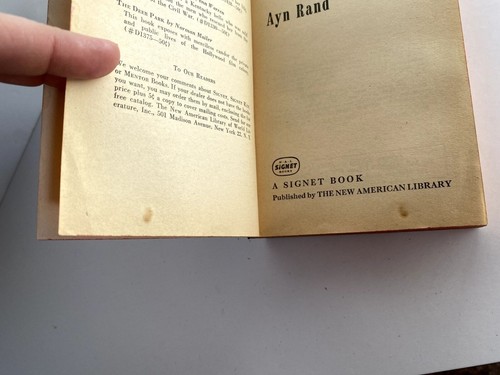 THE DEER PARK by Norman Mailer
This book exposes with merciless candor the private
and public lives of the Hollywood film colony.
(#D1375—50¢)
TO OUR READERS
We welcome your comments about SIGNET, SIGNET KEY
or MENTOR Books. If your dealer does not have the books
you want, you may order them by mail, enclosing the list
price plus 5¢ a copy to cover mailing costs. Send for our
free catalog. The New American Library of World Lit-
erature, Inc., 501 Madison Avenue, New York 22, N. Y.
Ayn Rand
SIGNET
BOOKS
A SIGNET BOOK
Published by THE NEW AMERICAN LIBRARY